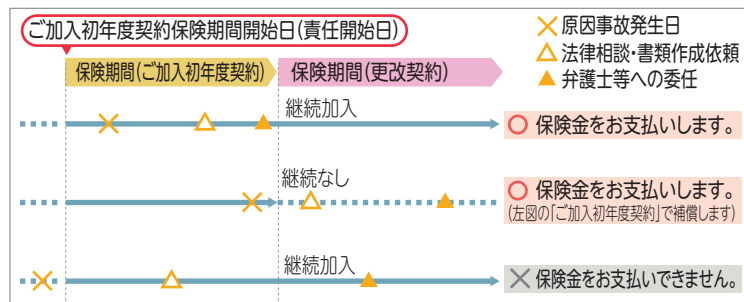 ご加入初年度契約保険期間開始日(責任開始日)
原因事故発生日
法律相談・書類作成依頼
弁護士等への委任
保険期間(ご加入初年度契約)
保険期間(更改契約)
継続加入
保険金をお支払いします。
継続なし
保険金をお支払いします。
(左図の「ご加入初年度契約」で補償します)
継続加入
保険金をお支払いできません。